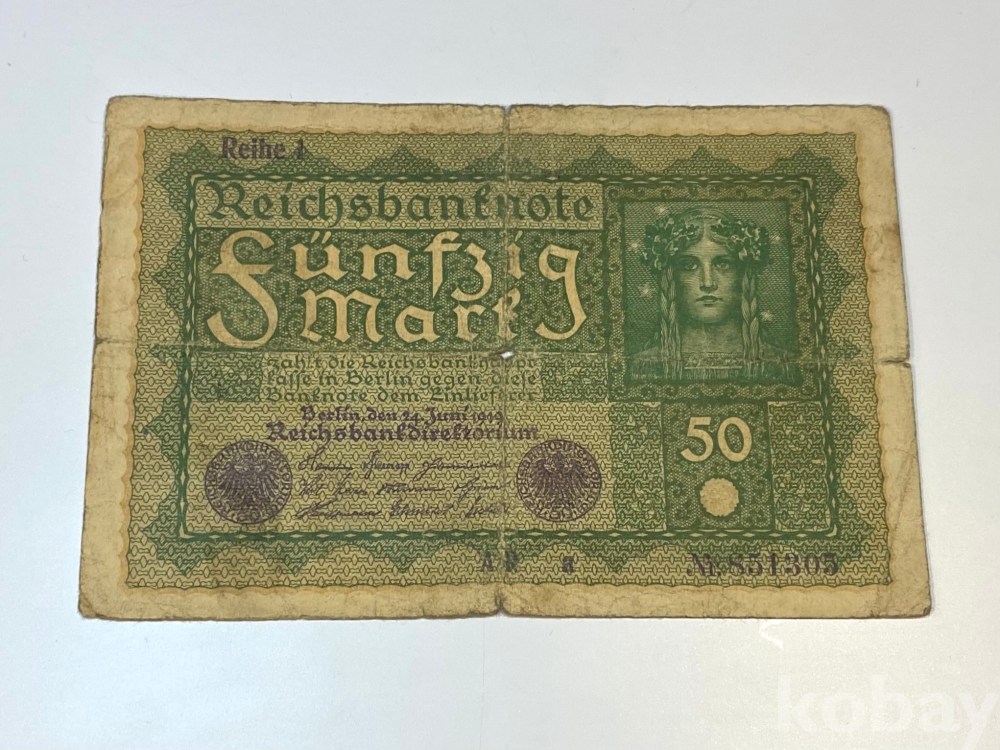 Reihe 1
Reichsbanknote
Fünfzig
Mark
zahlt die Reichsbankhaupt
kasse in Berlin gegen diese
Banknote dem Einlieferer
Berlin, den 24. Juni 1919
Reichsbankdirektorium
50
Nr. 851305
kobay